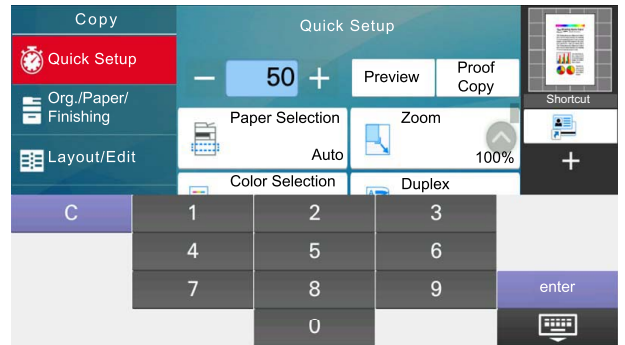 Copy
Quick Setup
Quick Setup
50
Preview
Proof
Copy
Org./Paper/
Finishing
Shortcut
Paper Selection
Auto
Zoom
100%
Layout/Edit
Color Selection
Duplex
C
1
2
3
4
5
6
7
8
9
enter
0